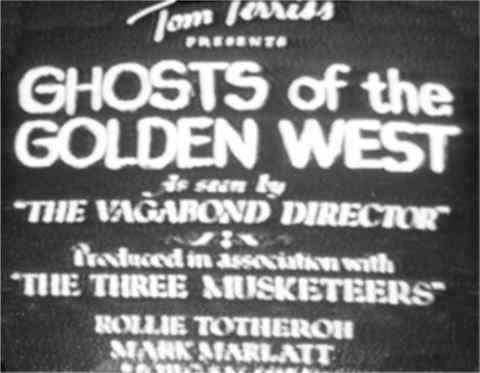 Tom Terriss
PRESENTS
GHOSTS of the
GOLDEN WEST
As seen by
"THE VAGABOND DIRECTOR"
Produced in association with
"THE THREE MUSKETEERS"
ROLLIE TOTHEROH
MARK MARLATT